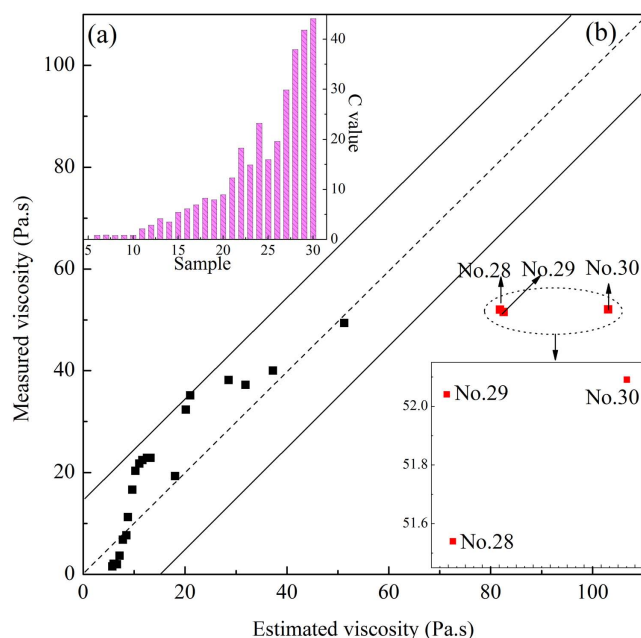 (a)
(b)
100
80
60
40
20
0
Measured viscosity (Pa.s)
40
30
20
10
0
C value
5 10 15 20 25 30
Sample
No.28 No.29 No.30
No.29
No.30
No.28
52.0
51.8
51.6
0 20 40 60 80 100
Estimated viscosity (Pa.s)